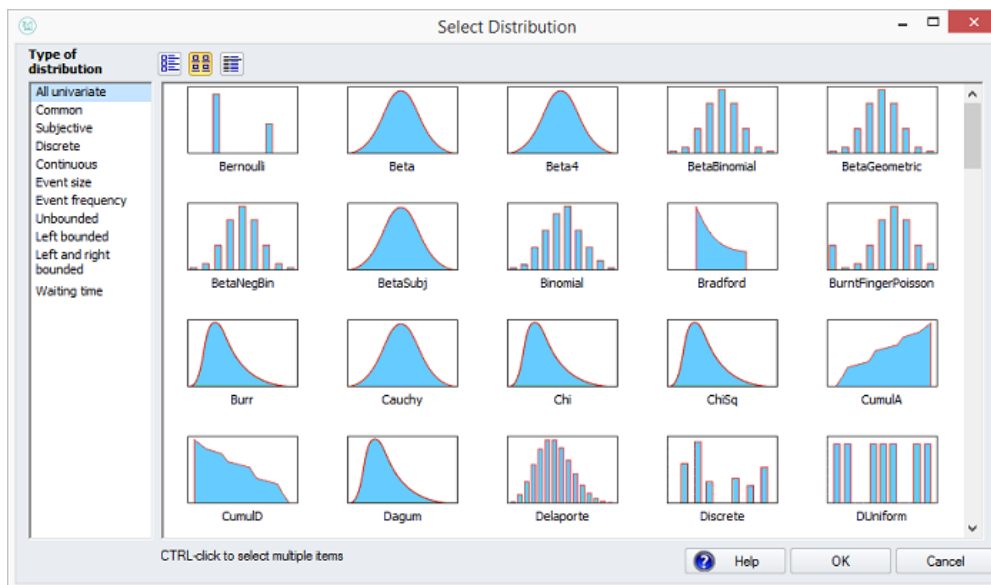 Select Distribution
Type of
distribution
All univariate
Common
Subjective
Discrete
Continuous
Event size
Event frequency
Unbounded
Left bounded
Left and right
bounded
Waiting time
Bernoulli Beta Beta4 BetaBinomial BetaGeometric
BetaNegBin BetaSubj Binomial Bradford BurntFingerPoisson
Burr Cauchy Chi ChiSq CumulA
CumulD Dagum Delaporte Discrete DUniform
CTRL-click to select multiple items
? Help OK Cancel